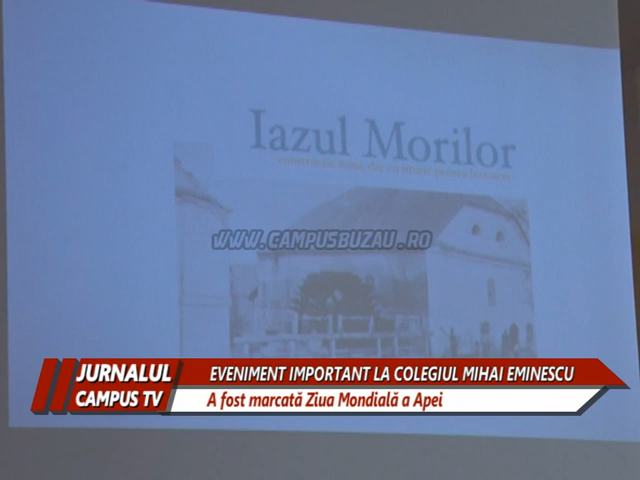 Iazul Morilor
WWW.CAMPUSBUZAU.RO
JURNALUL
CAMPUS TV
EVENIMENT IMPORTANT LA COLEGIUL MIHAI EMINESCU
A fost marcată Ziua Mondială a Apei